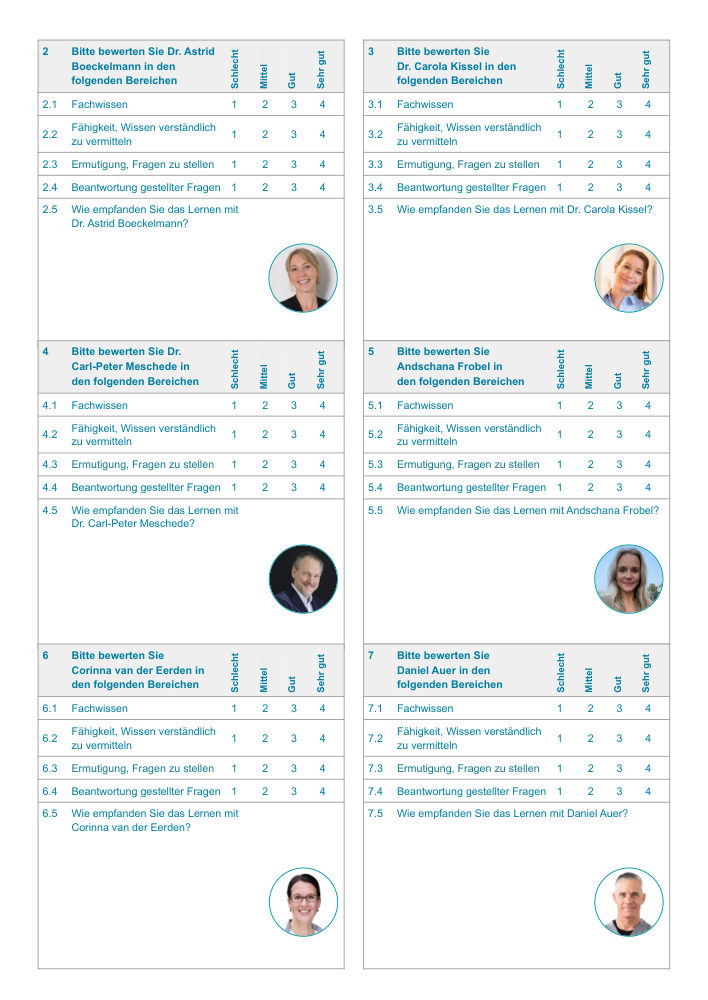 2 Bitte bewerten Sie Dr. Astrid
Boeckelmann in den
folgenden Bereichen
Schlecht
Mittel
Gut
Sehr gut
2.1 Fachwissen 1 2 3 4
2.2 Fähigkeit, Wissen verständlich
zu vermitteln 1 2 3 4
2.3 Ermutigung, Fragen zu stellen 1 2 3 4
2.4 Beantwortung gestellter Fragen 1 2 3 4
2.5 Wie empfanden Sie das Lernen mit
Dr. Astrid Boeckelmann?
3 Bitte bewerten Sie
Dr. Carola Kissel in den
folgenden Bereichen
Schlecht
Mittel
Gut
Sehr gut
3.1 Fachwissen 1 2 3 4
3.2 Fähigkeit, Wissen verständlich
zu vermitteln 1 2 3 4
3.3 Ermutigung, Fragen zu stellen 1 2 3 4
3.4 Beantwortung gestellter Fragen 1 2 3 4
3.5 Wie empfanden Sie das Lernen mit Dr. Carola Kissel?
4 Bitte bewerten Sie Dr.
Carl-Peter Meschede in
den folgenden Bereichen
Schlecht
Mittel
Gut
Sehr gut
4.1 Fachwissen 1 2 3 4
4.2 Fähigkeit, Wissen verständlich
zu vermitteln 1 2 3 4
4.3 Ermutigung, Fragen zu stellen 1 2 3 4
4.4 Beantwortung gestellter Fragen 1 2 3 4
4.5 Wie empfanden Sie das Lernen mit
Dr. Carl-Peter Meschede?
5 Bitte bewerten Sie
Andschana Frobel in
den folgenden Bereichen
Schlecht
Mittel
Gut
Sehr gut
5.1 Fachwissen 1 2 3 4
5.2 Fähigkeit, Wissen verständlich
zu vermitteln 1 2 3 4
5.3 Ermutigung, Fragen zu stellen 1 2 3 4
5.4 Beantwortung gestellter Fragen 1 2 3 4
5.5 Wie empfanden Sie das Lernen mit Andschana Frobel?
6 Bitte bewerten Sie
Corinna van der Eerden in
den folgenden Bereichen
Schlecht
Mittel
Gut
Sehr gut
6.1 Fachwissen 1 2 3 4
6.2 Fähigkeit, Wissen verständlich
zu vermitteln 1 2 3 4
6.3 Ermutigung, Fragen zu stellen 1 2 3 4
6.4 Beantwortung gestellter Fragen 1 2 3 4
6.5 Wie empfanden Sie das Lernen mit
Corinna van der Eerden?
7 Bitte bewerten Sie
Daniel Auer in den
folgenden Bereichen
Schlecht
Mittel
Gut
Sehr gut
7.1 Fachwissen 1 2 3 4
7.2 Fähigkeit, Wissen verständlich
zu vermitteln 1 2 3 4
7.3 Ermutigung, Fragen zu stellen 1 2 3 4
7.4 Beantwortung gestellter Fragen 1 2 3 4
7.5 Wie empfanden Sie das Lernen mit Daniel Auer?